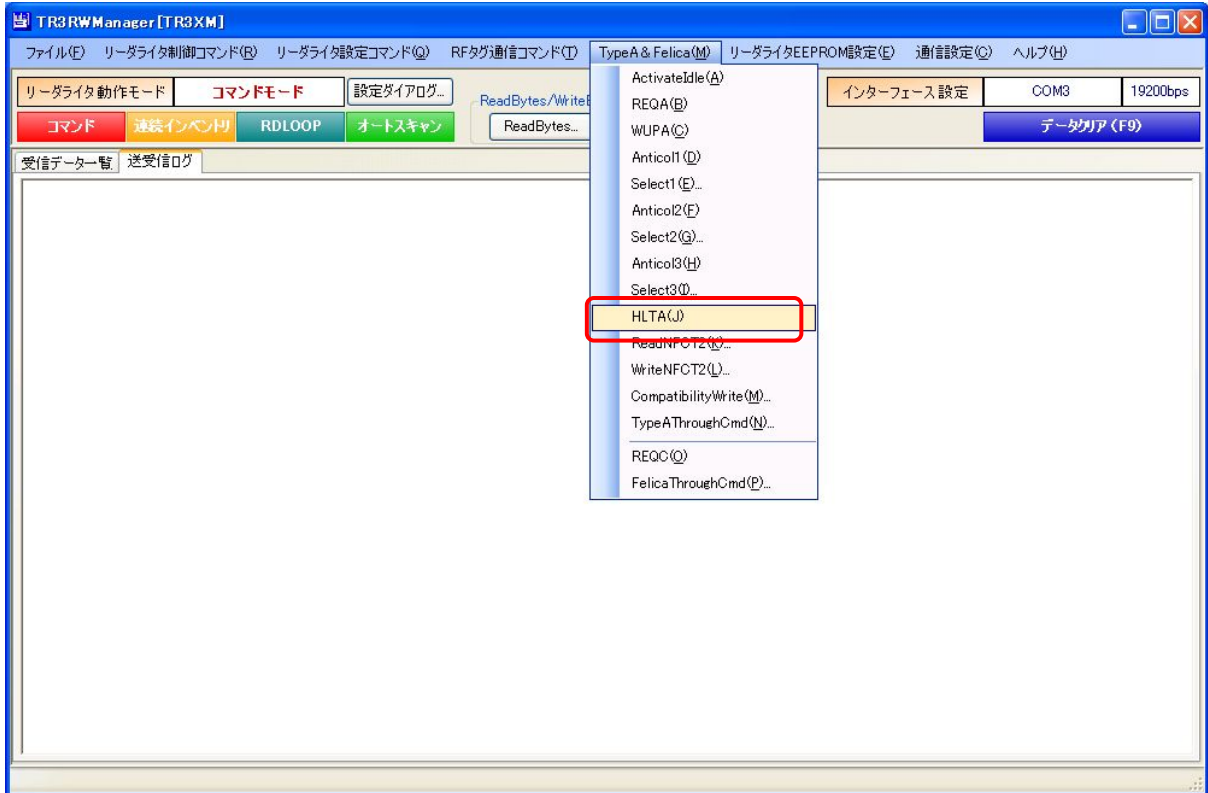 TR3RWManager[TR3XM]
ファイル(F) リーダライタ制御コマンド(R) リーダライタ設定コマンド(Q) RFタグ通信コマンド(T) TypeA&Felica(M) リーダライタEEPROM設定(E) 通信設定(C) ヘルプ(H)
リーダライタ動作モード コマンドモード 設定ダイアログ... ReadBytes/Write インターフェース設定 COM3 19200bps
コマンド 連続インベントリ RDLOOP オートスキャン ReadBytes... データクリア(F9)
受信データ一覧 送受信ログ
ActivateIdle(A)
REQA(B)
WUPA(C)
Anticol1(D)
Select1(E)...
Anticol2(F)
Select2(G)...
Anticol3(H)
Select3(I)...
HLTA(J)
ReadNFCT2(K)...
WriteNFCT2(L)...
CompatibilityWrite(M)...
TypeAThroughCmd(N)...
REQC(O)
FelicaThroughCmd(P)...